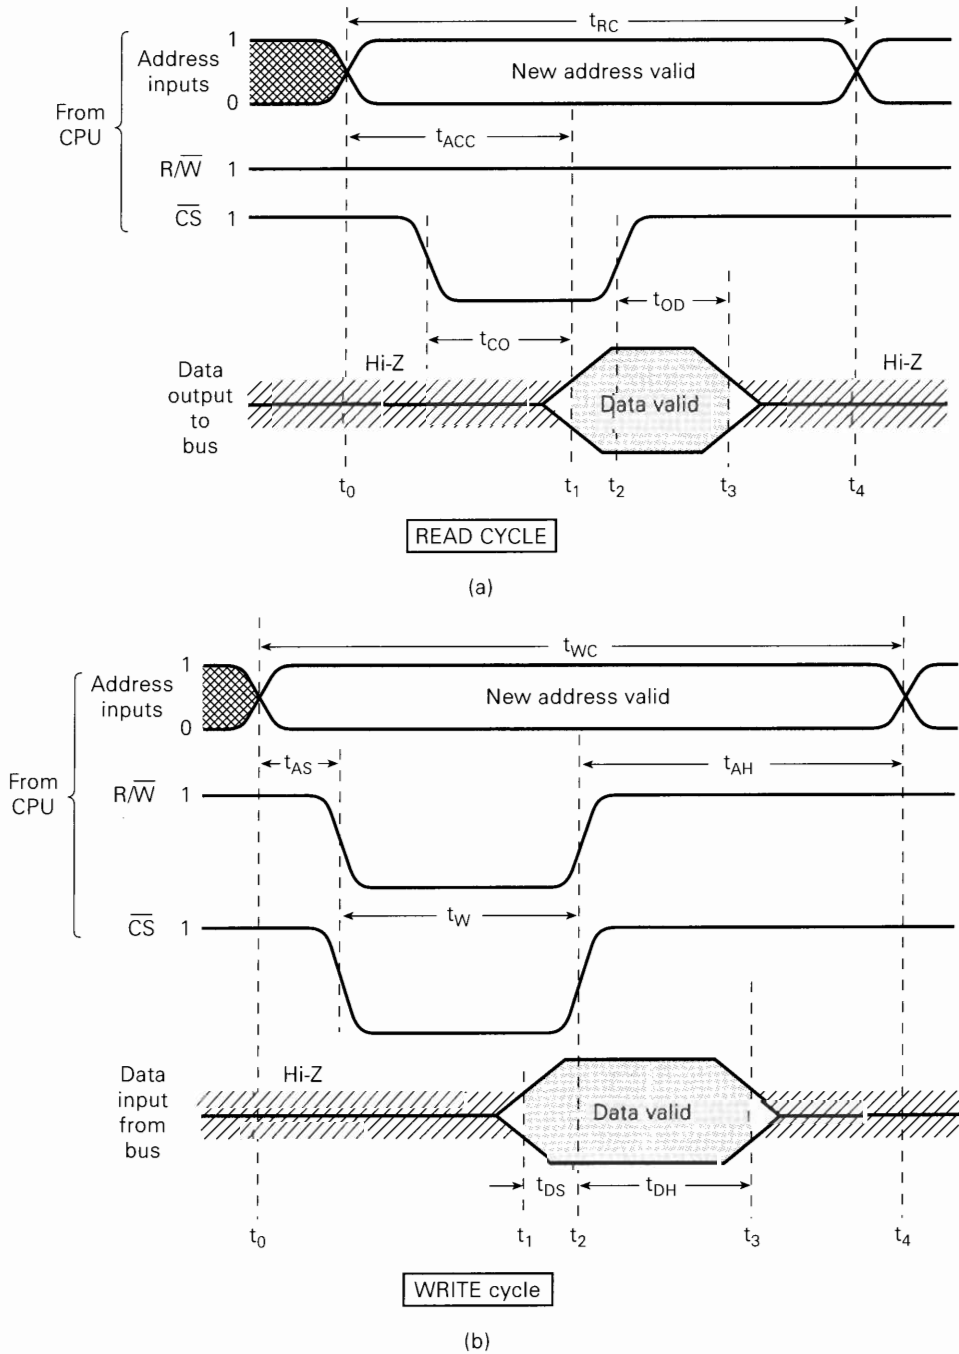 t_RC
1
Address
inputs
New address valid
0
From
CPU
t_ACC
R/W̅ 1
C̅S̅ 1
t_OD
t_CO
Data
output
to
bus
Hi-Z
Hi-Z
Data valid
t_0 t_1 t_2 t_3 t_4
READ CYCLE
(a)
t_WC
1
Address
inputs
New address valid
0
From
CPU
t_AS
t_AH
R/W̅ 1
t_W
C̅S̅ 1
Data
input
from
bus
Hi-Z
Data valid
t_DS
t_DH
t_0 t_1 t_2 t_3 t_4
WRITE cycle
(b)